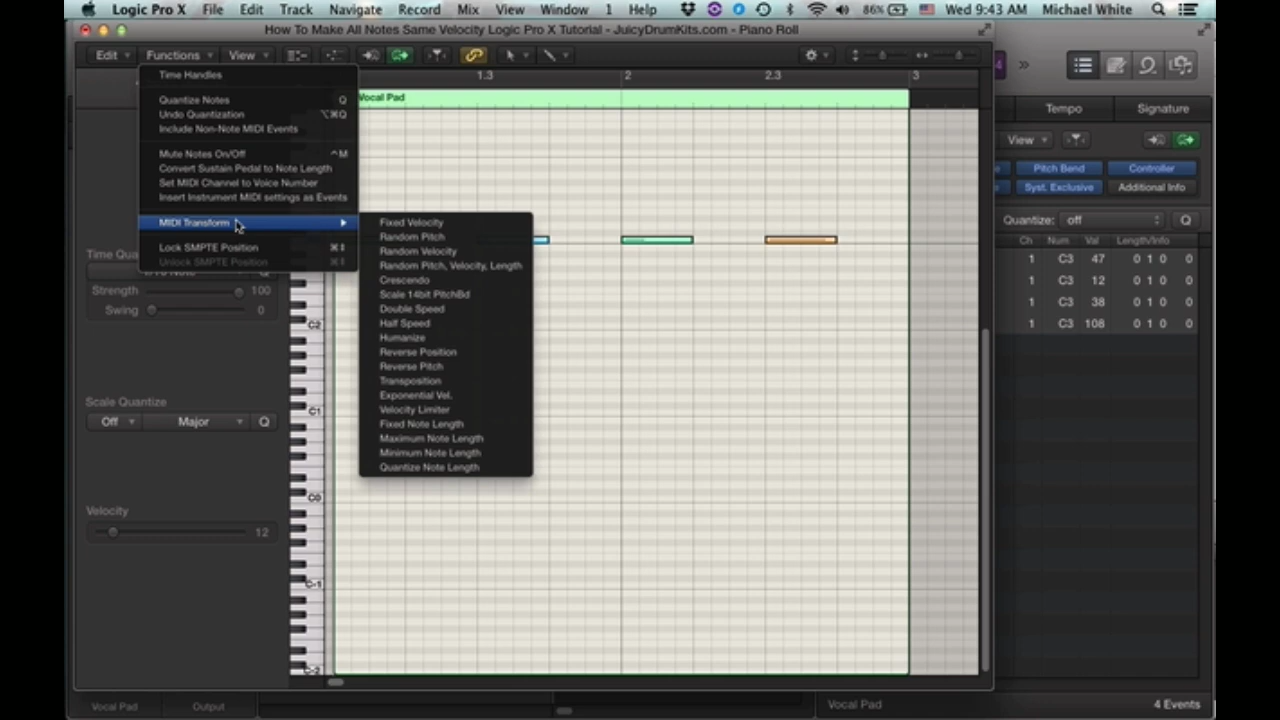 Logic Pro X File Edit Track Navigate Record Mix View Window 1 Help 86% Wed 9:43 AM Michael White
How To Make All Notes Same Velocity Logic Pro X Tutorial - JuicyDrumKits.com - Piano Roll
Edit Functions View
1.3 2 2.3 3
Vocal Pad
Time Handles
Quantize Notes Q
Undo Quantization ⌥⌘Q
Include Non-Note MIDI Events
Mute Notes On/Off ^M
Convert Sustain Pedal to Note Length
Set MIDI Channel to Voice Number
Insert Instrument MIDI settings as Events
MIDI Transform
Lock SMPTE Position
Unlock SMPTE Position
Fixed Velocity
Random Pitch
Random Velocity
Random Pitch, Velocity, Length
Crescendo
Scale 14bit PitchBd
Double Speed
Half Speed
Humanize
Reverse Position
Reverse Pitch
Transposition
Exponential Vel.
Velocity Limiter
Fixed Note Length
Maximum Note Length
Minimum Note Length
Quantize Note Length
Time Qua
Strength 100
Swing 0
Scale Quantize
Off Major Q
Velocity
12
C2
C1
C0
C-1
C-2
4 »
Tempo Signature
View
Pitch Bend Controller
Syst. Exclusive Additional Info
Quantize: off Q
Ch Num Val Length/Info
1 C3 47 0 1 0 0
1 C3 12 0 1 0 0
1 C3 38 0 1 0 0
1 C3 108 0 1 0 0
Vocal Pad Output
Vocal Pad 4 Events